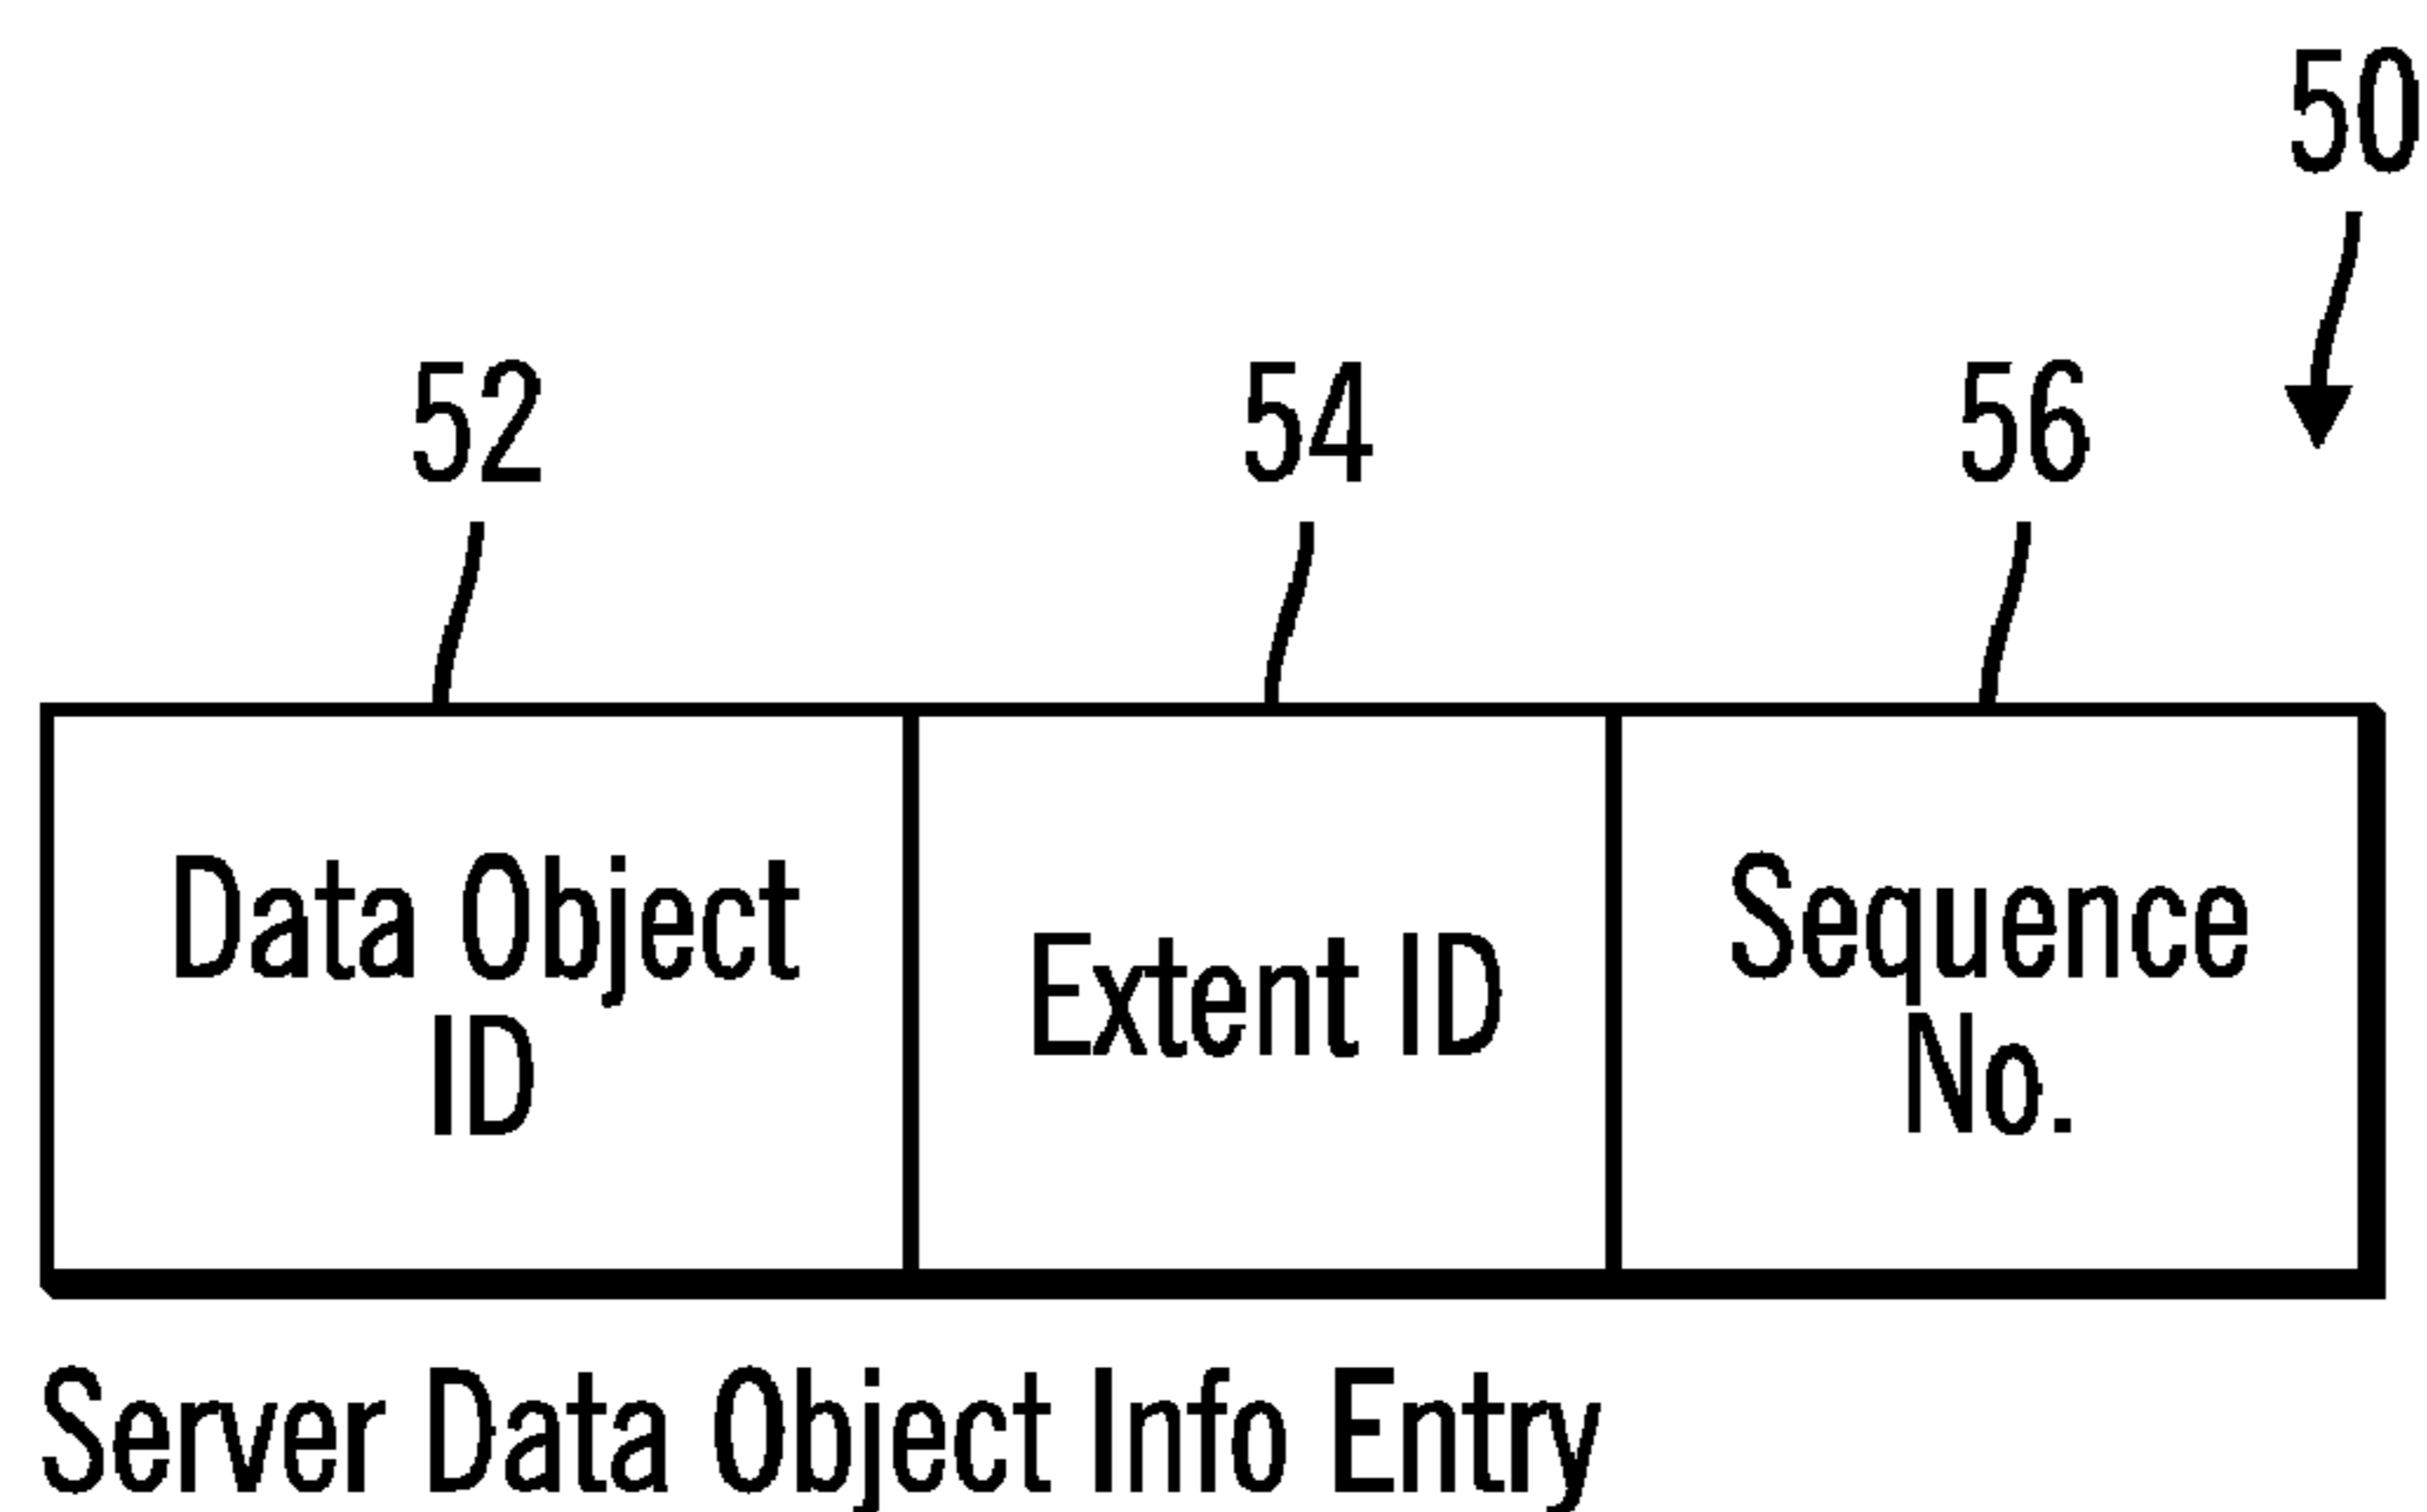 50
52
54
56
Data Object
ID
Extent ID
Sequence
No.
Server Data Object Info Entry